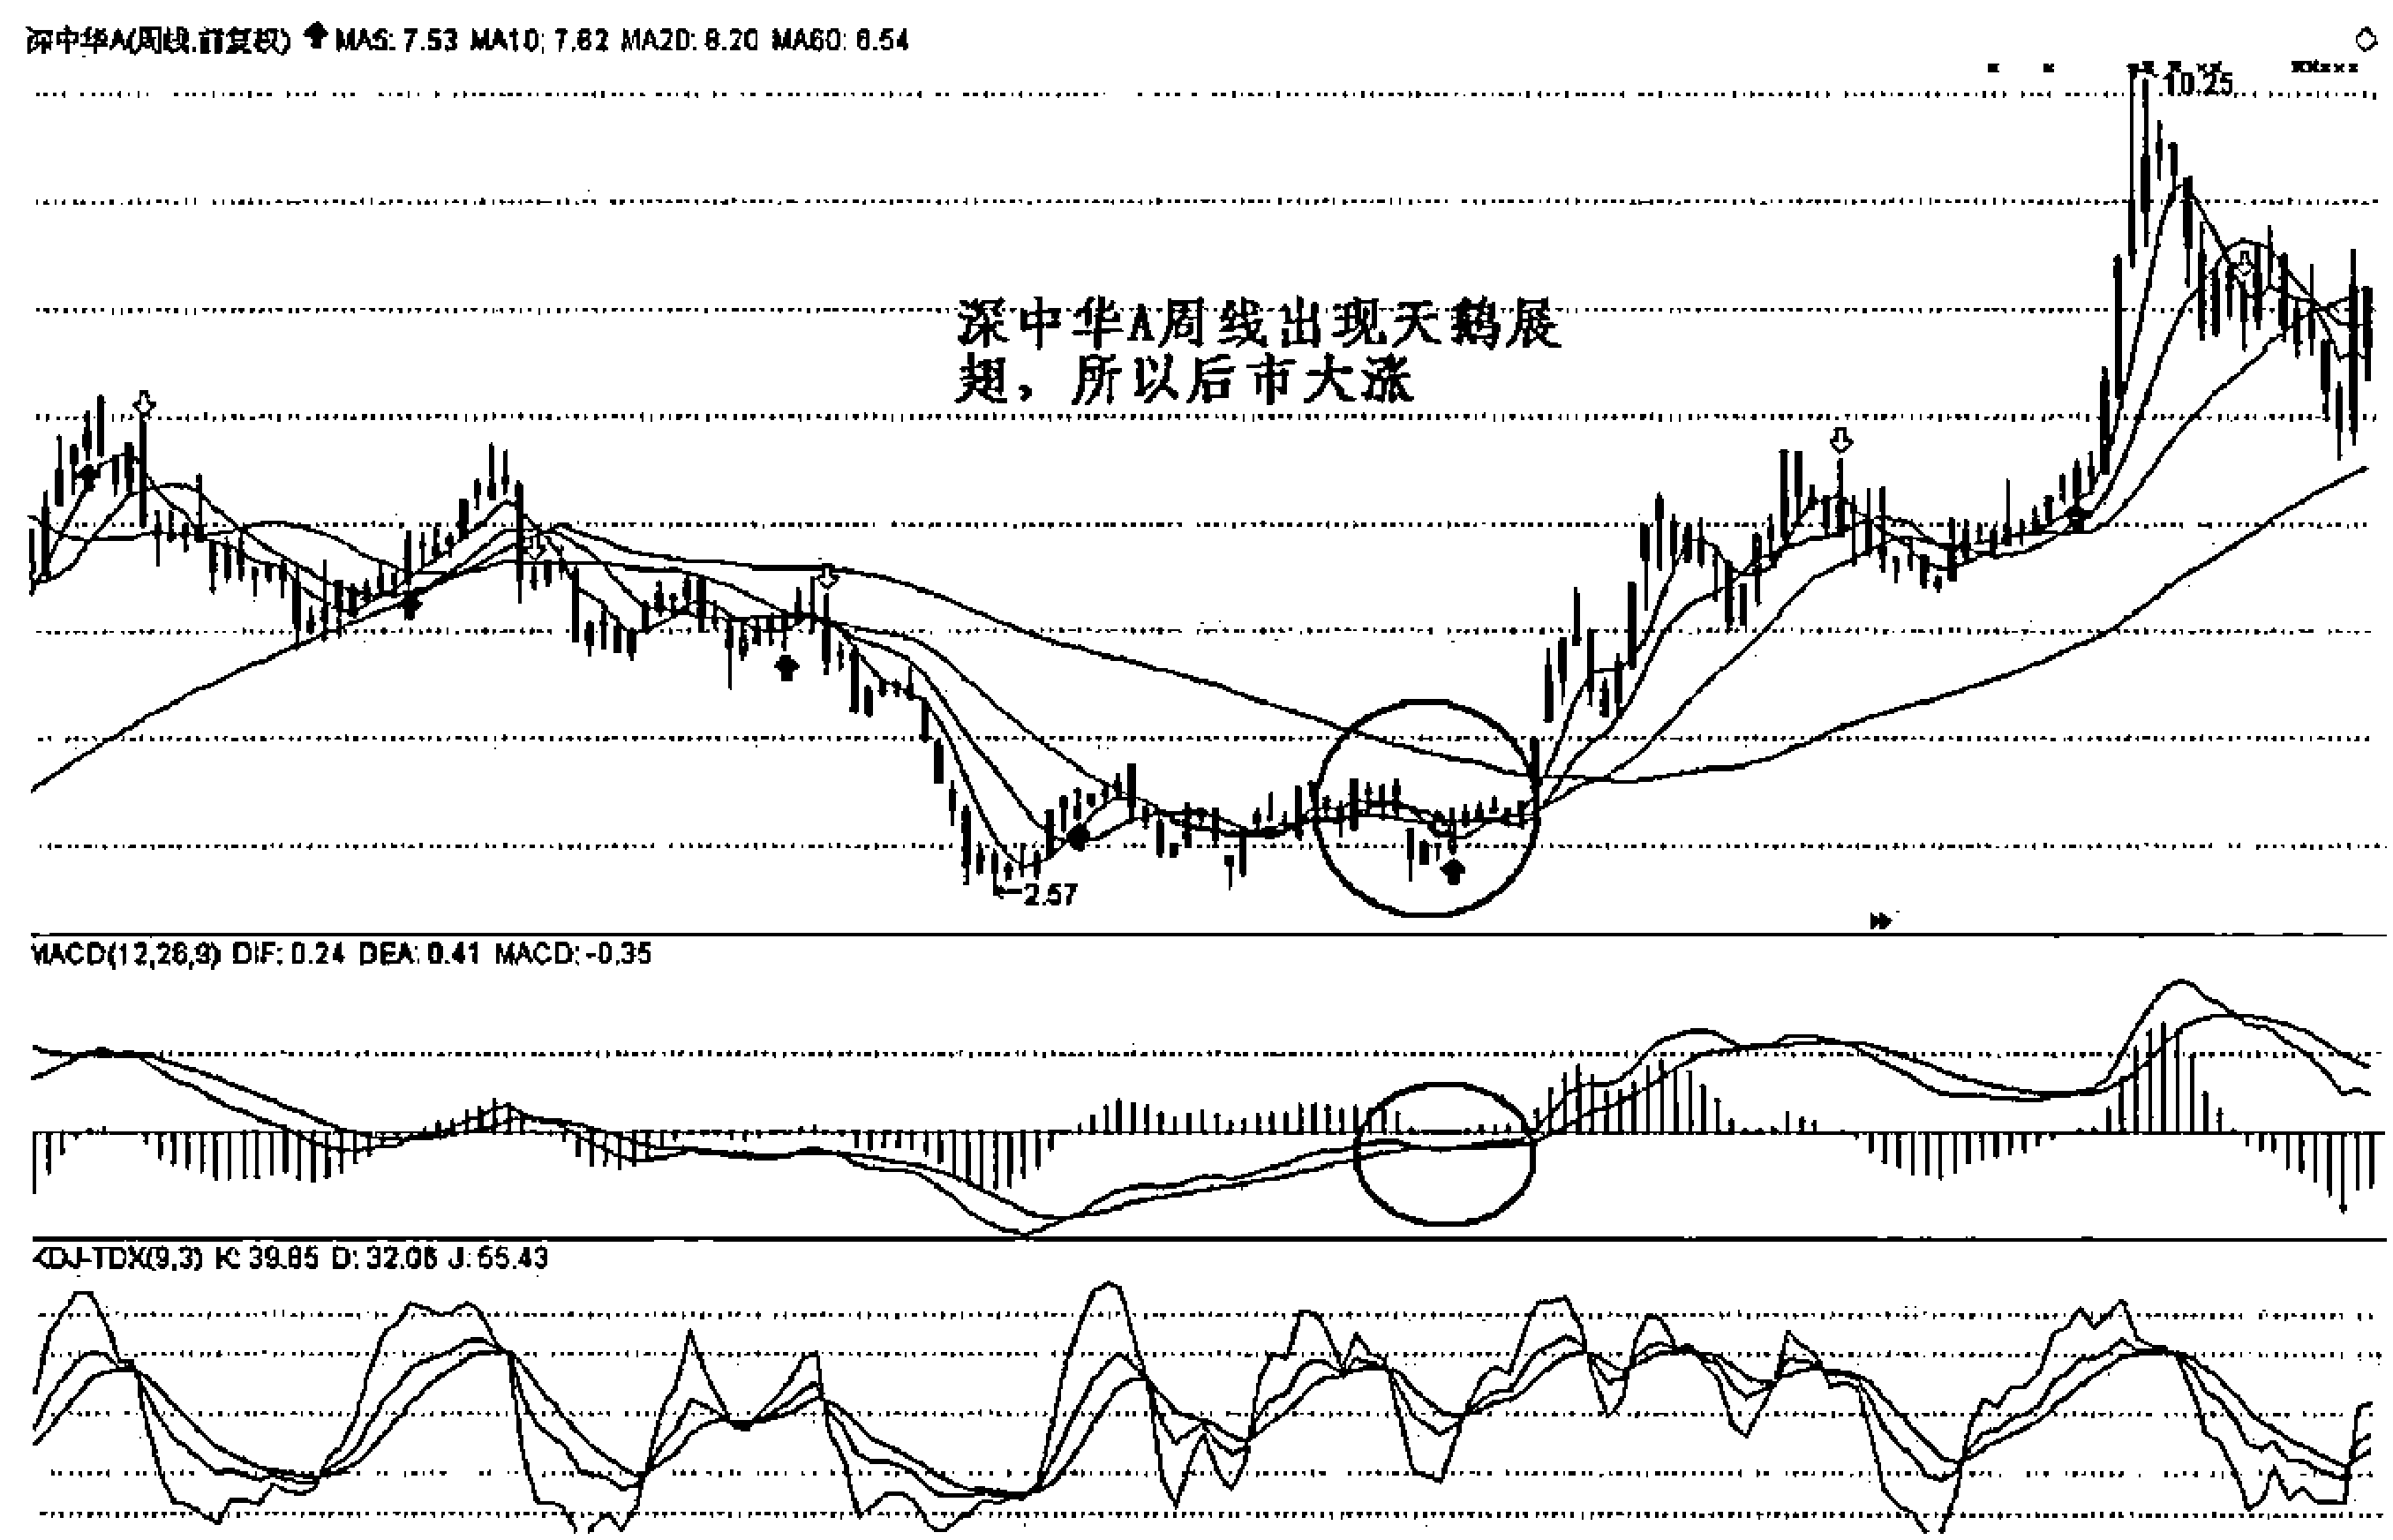 深中华A(周线.前复权) MA5: 7.53 MA10: 7.82 MA20: 8.20 MA60: 6.54
10.25
深中华A周线出现天鹅展
翅，所以后市大涨
2.57
MACD(12,26,9) DIF: 0.24 DEA: 0.41 MACD: -0.35
KDJ-TDX(9,3) K: 39.85 D: 32.06 J: 55.43